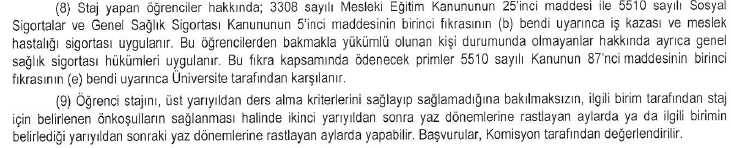 (8) Staj yapan öğrenciler hakkında; 3308 sayılı Mesleki Eğitim Kanununun 25'inci maddesi ile 5510 sayılı Sosyal
Sigortalar ve Genel Sağlık Sigortası Kanununun 5'inci maddesinin birinci fıkrasının (b) bendi uyarınca iş kazası ve meslek
hastalığı sigortası uygulanır. Bu öğrencilerden bakmakla yükümlü olunan kişi durumunda olmayanlar hakkında ayrıca genel
sağlık sigortası hükümleri uygulanır. Bu fıkra kapsamında ödenecek primler 5510 sayılı Kanunun 87'nci maddesinin birinci
fıkrasının (e) bendi uyarınca Üniversite tarafından karşılanır.
(9) Öğrenci stajını, üst yarıyıldan ders alma kriterlerini sağlayıp sağlamadığına bakılmaksızın, ilgili birim tarafından staj
için belirlenen önkoşulların sağlanması halinde ikinci yarıyıldan sonra yaz dönemlerine rastlayan aylarda ya da ilgili birimin
belirlediği yarıyıldan sonraki yaz dönemlerine rastlayan aylarda yapabilir. Başvurular, Komisyon tarafından değerlendirilir.